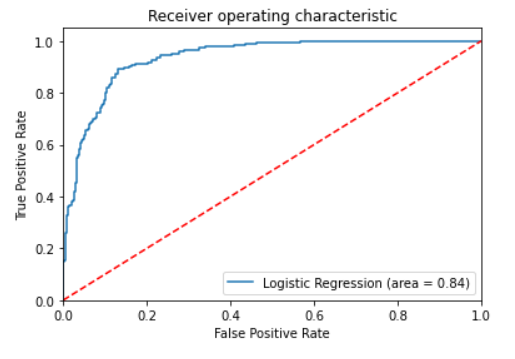 Receiver operating characteristic
1.0
0.8
0.6
0.4
0.2
0.0
True Positive Rate
Logistic Regression (area = 0.84)
0.0 0.2 0.4 0.6 0.8 1.0
False Positive Rate